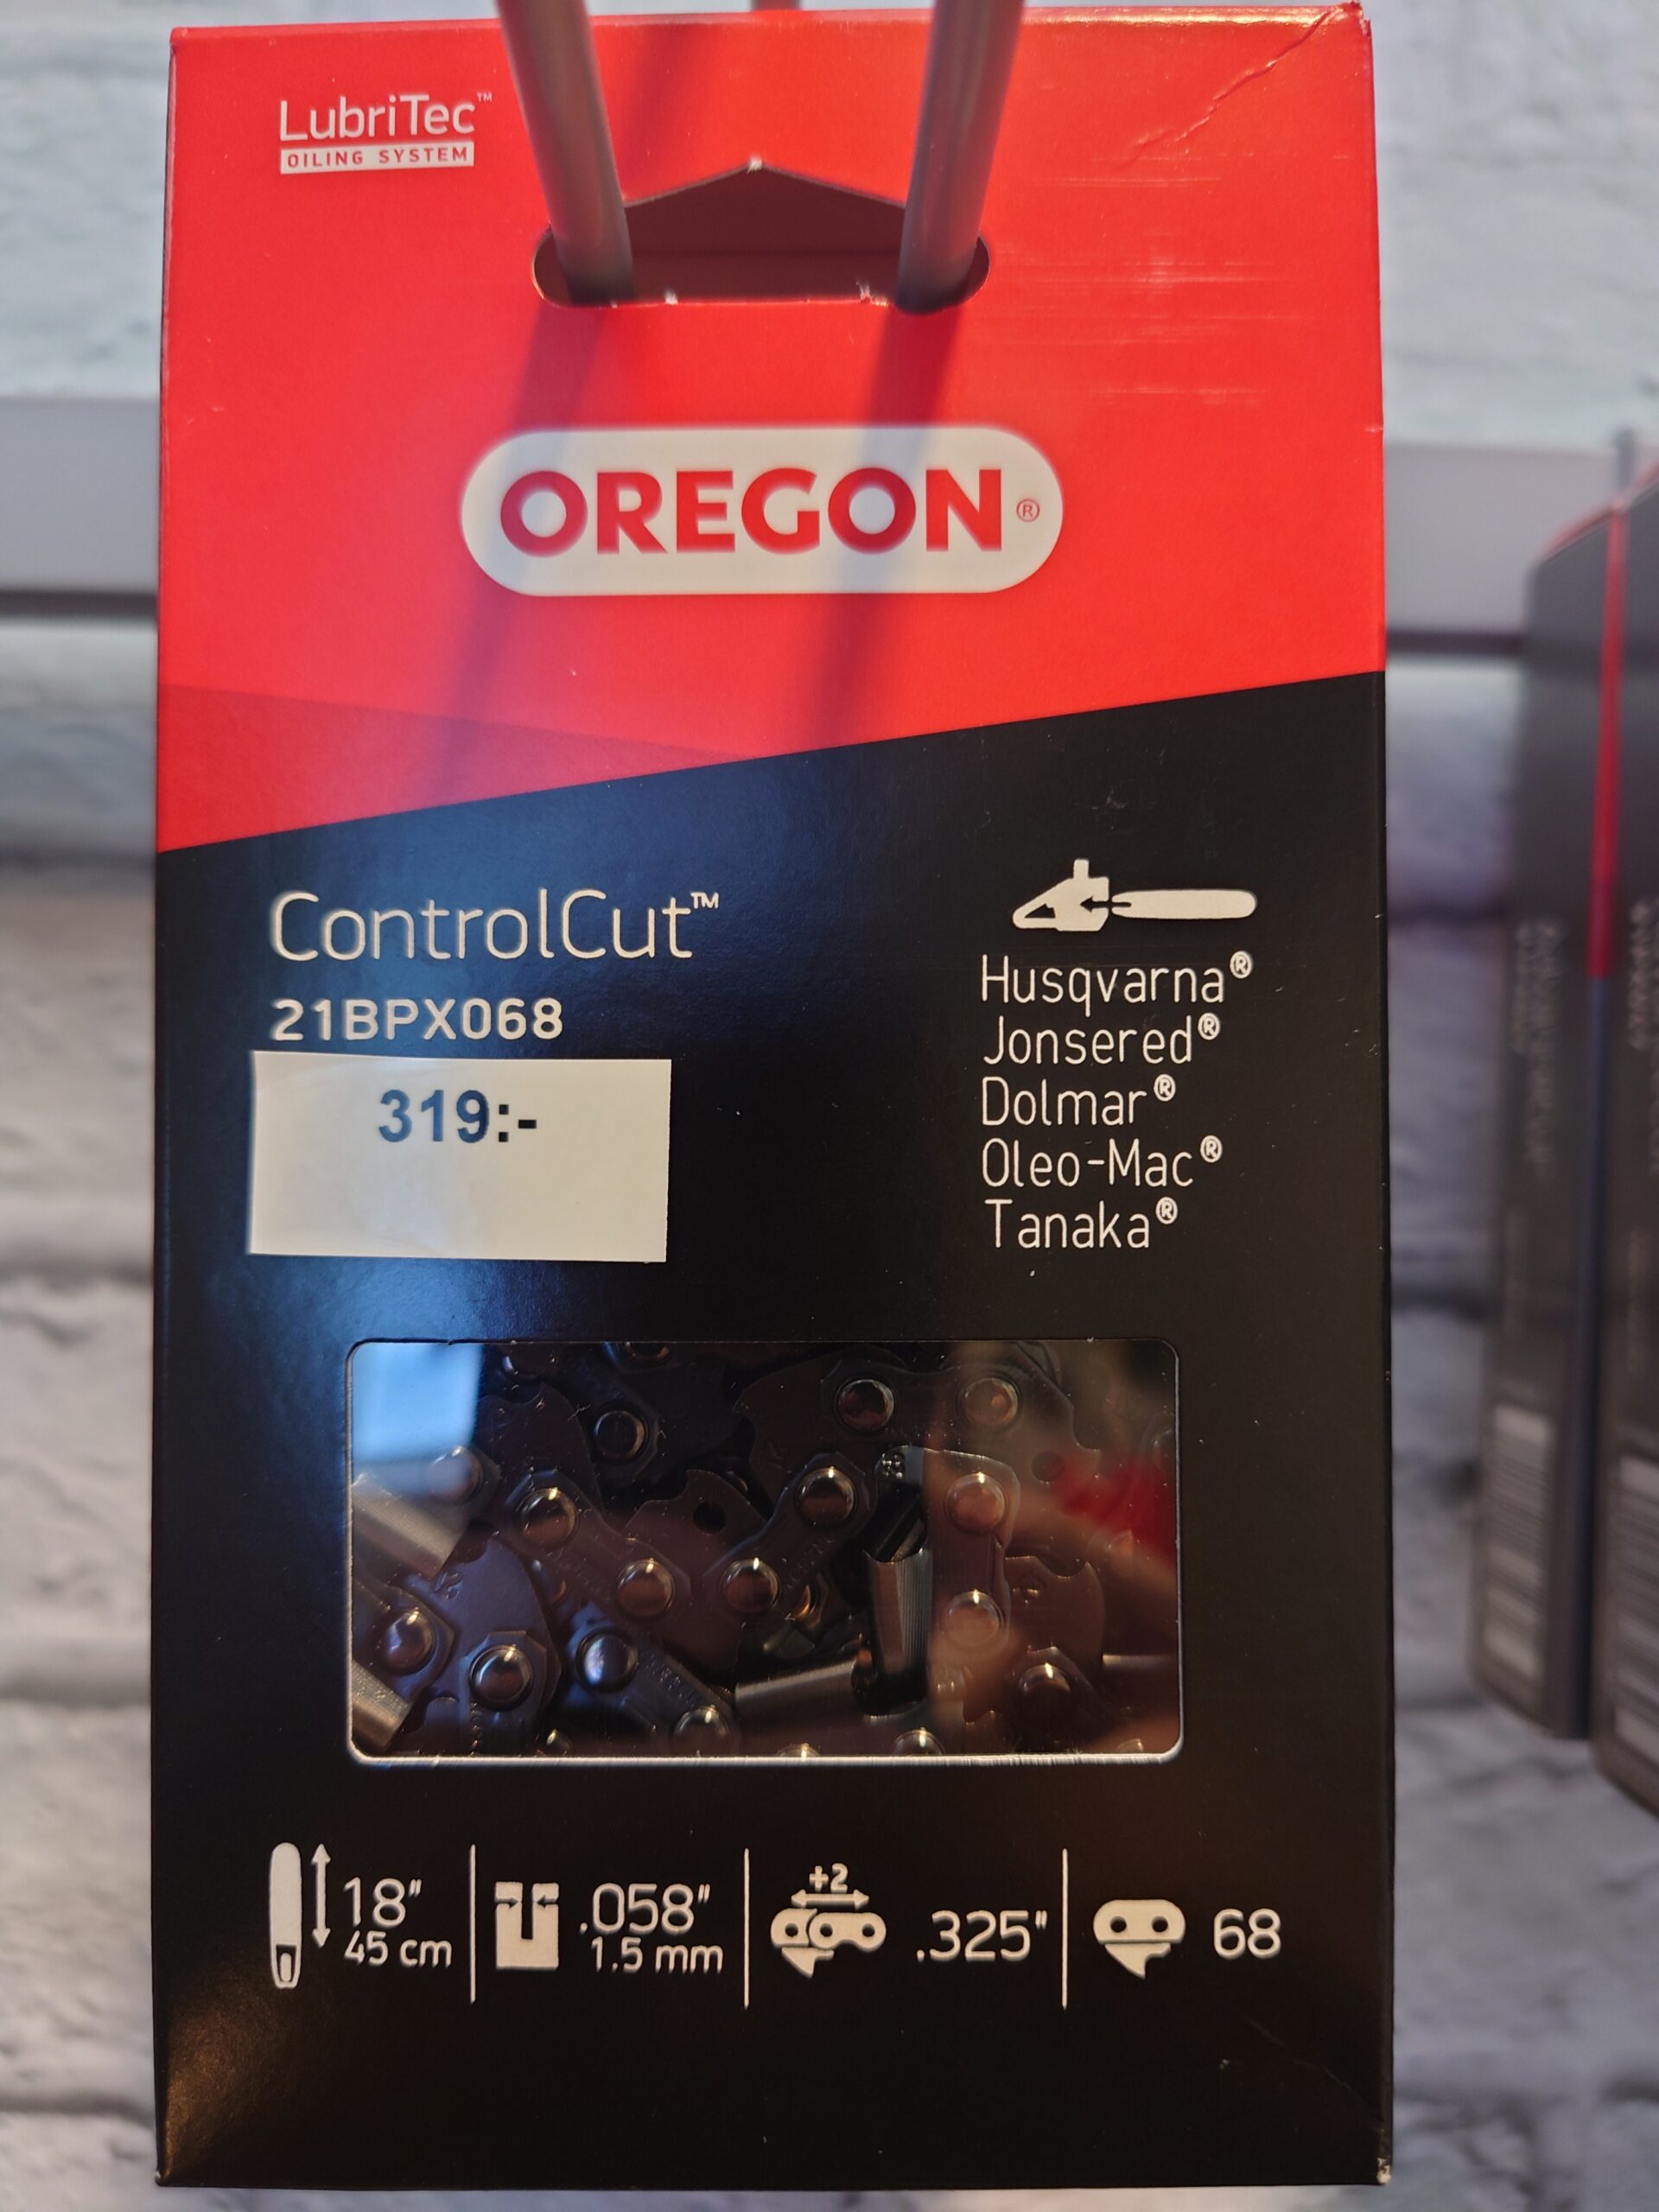 LubriTec™
OILING SYSTEM
OREGON®
ControlCut™
21BPX068
319:-
Husqvarna®
Jonsered®
Dolmar®
Oleo-Mac®
Tanaka®
18"
45 cm
.058"
1.5 mm
+2
.325"
68